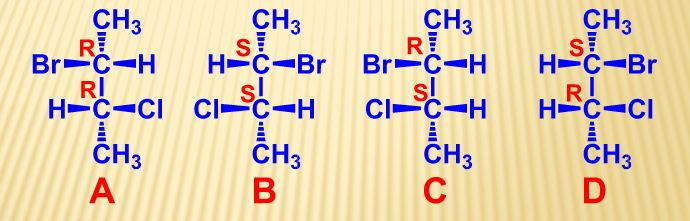 CH3 CH3 CH3 CH3
R S R S
Br C H H C Br Br C H H C Br
R S S R
H C Cl Cl C H Cl C H H C Cl
CH3 CH3 CH3 CH3
A B C D